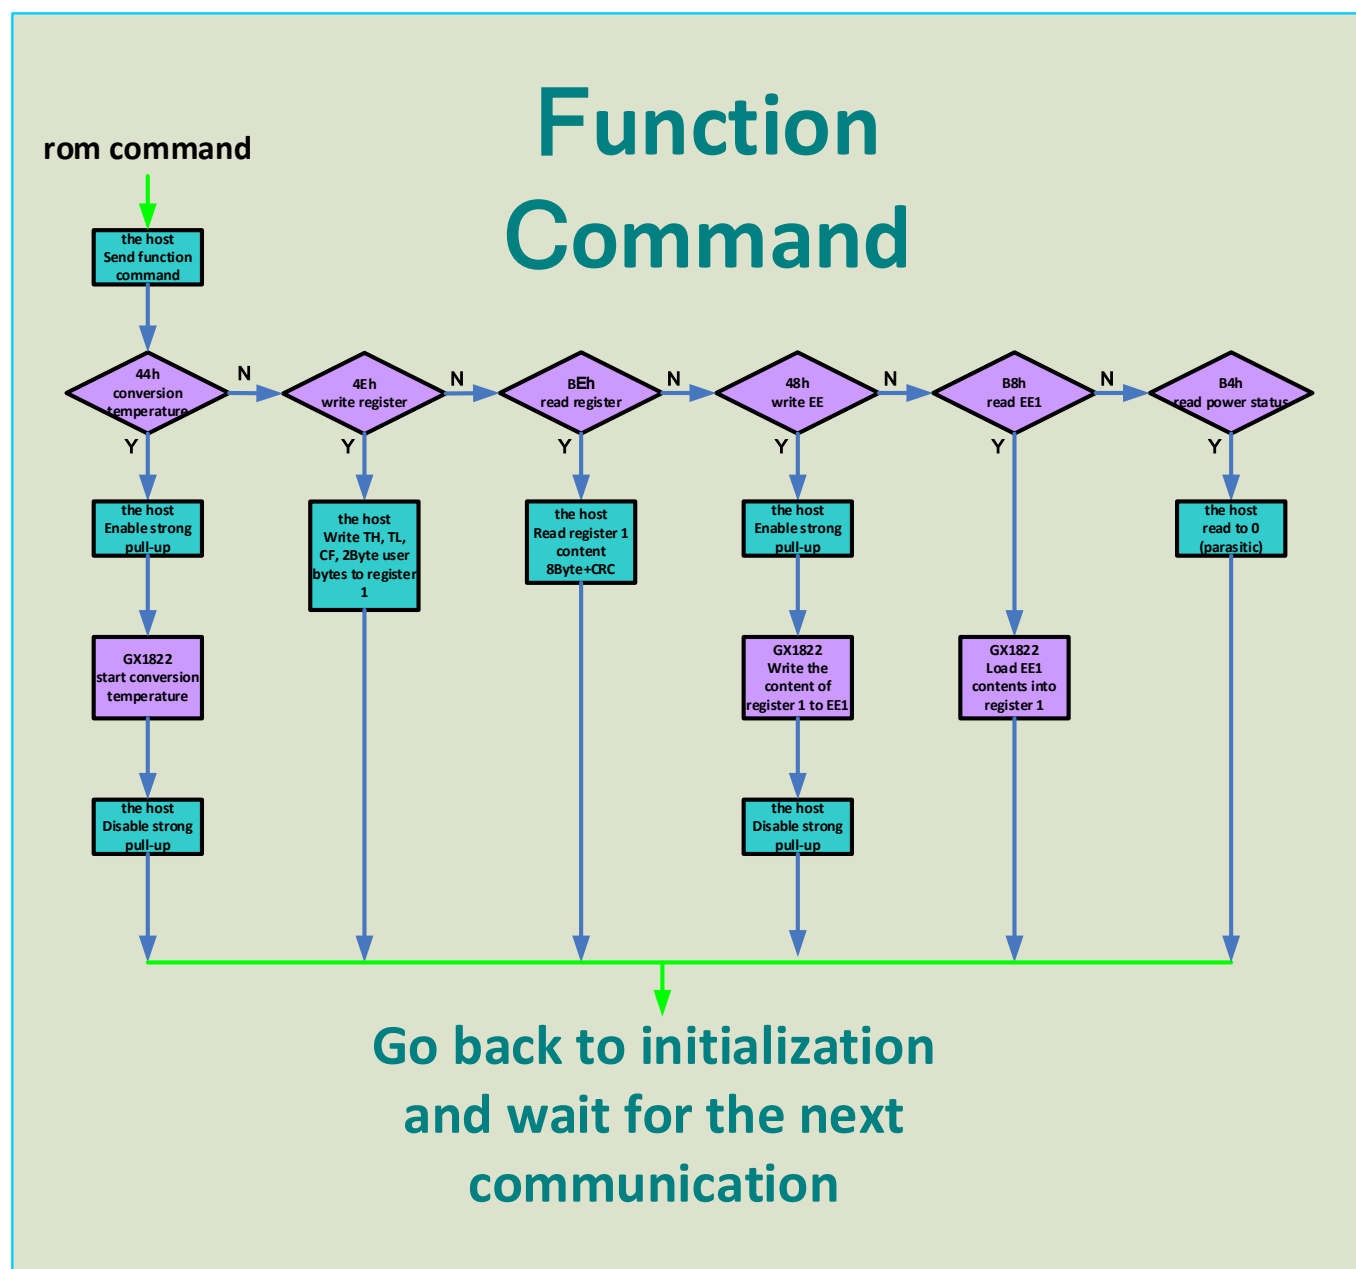 Function
Command
rom command
the host
Send function
command
44h
conversion
temperature
N
4Eh
write register
N
BEh
read register
N
48h
write EE
N
B8h
read EE1
N
B4h
read power status
Y
Y
Y
Y
Y
Y
the host
Enable strong
pull-up
the host
Write TH, TL,
CF, 2Byte user
bytes to register
1
the host
Read register 1
content
8Byte+CRC
the host
Enable strong
pull-up
the host
read to 0
(parasitic)
GX1822
start conversion
temperature
GX1822
Write the
content of
register 1 to EE1
GX1822
Load EE1
contents into
register 1
the host
Disable strong
pull-up
the host
Disable strong
pull-up
Go back to initialization
and wait for the next
communication